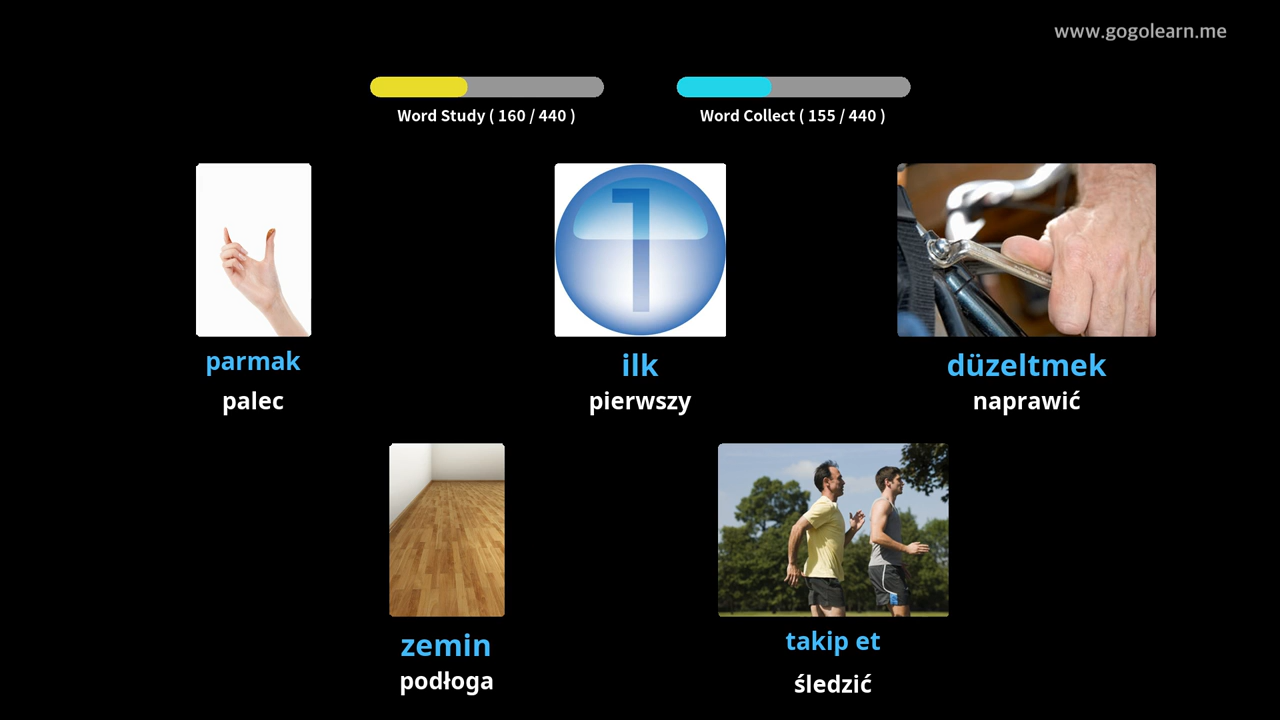 www.gogolearn.me
Word Study ( 160 / 440 )
Word Collect ( 155 / 440 )
1
parmak
palec
ilk
pierwszy
düzeltmek
naprawić
zemin
podłoga
takip et
śledzić